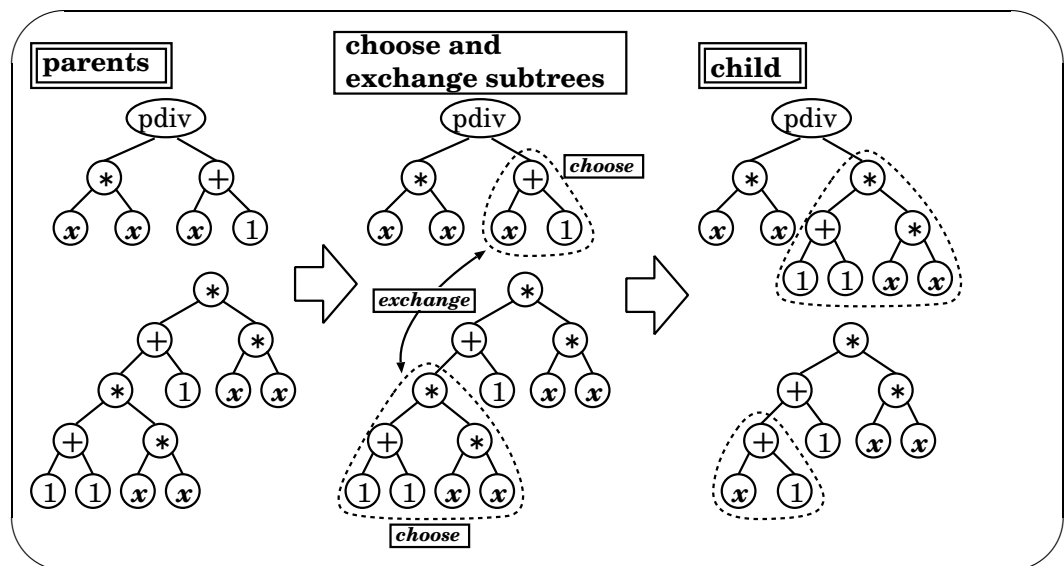 parents
choose and
exchange subtrees
child
pdiv
pdiv
pdiv
* +
* +
choose
* *
x x x 1
x x x 1
x x + *
1 1 x x
*
exchange
*
*
+ *
+ *
+ *
* 1 x x
* 1 x x
+ 1 x x
+ *
+ *
x 1
1 1 x x
1 1 x x
choose